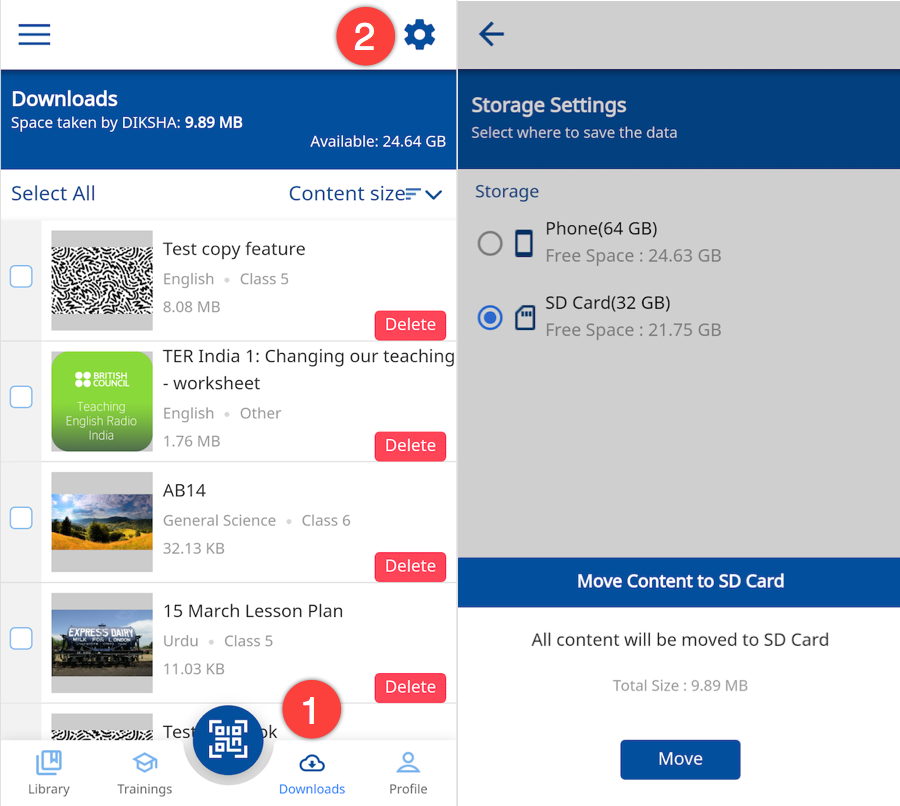 2
Downloads
Space taken by DIKSHA: 9.89 MB
Available: 24.64 GB
Select All
Content size
Test copy feature
English • Class 5
8.08 MB
Delete
BRITISH
COUNCIL
Teaching
English Radio
India
TER India 1: Changing our teaching
- worksheet
English • Other
1.76 MB
Delete
AB14
General Science • Class 6
32.13 KB
Delete
EXPRESS DAIRY
MILK FOR LONDON
15 March Lesson Plan
Urdu • Class 5
11.03 KB
Delete
1
Library
Trainings
Downloads
Profile
Storage Settings
Select where to save the data
Storage
Phone(64 GB)
Free Space : 24.63 GB
SD Card(32 GB)
Free Space : 21.75 GB
Move Content to SD Card
All content will be moved to SD Card
Total Size : 9.89 MB
Move